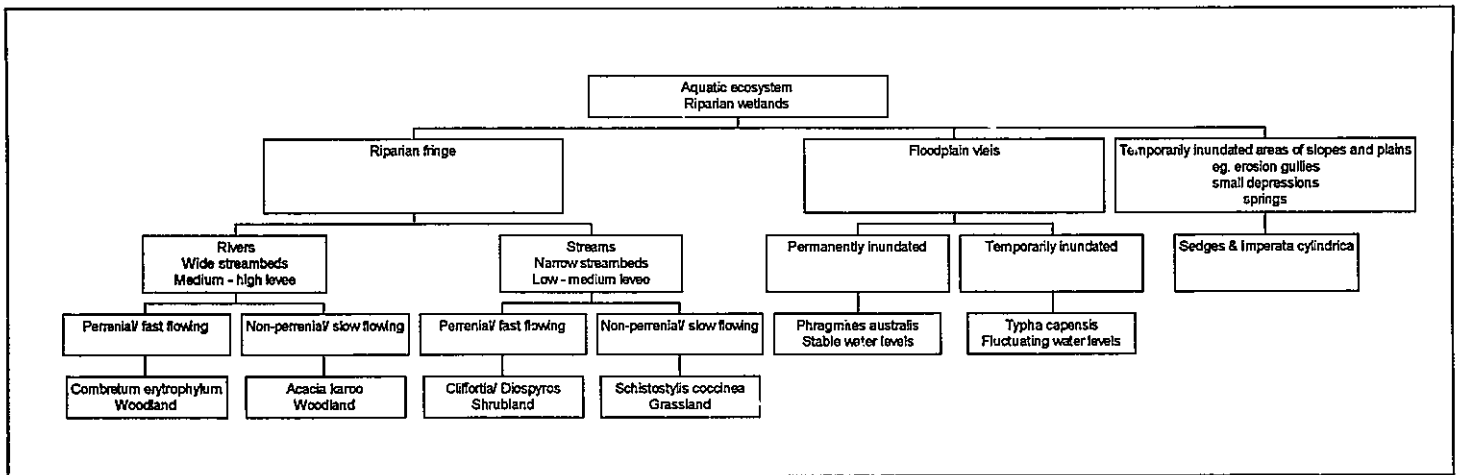 Aquatic ecosystem
Riparian wetlands
Riparian fringe
Floodplain vleis
Temporarily inundated areas of slopes and plains
eg. erosion gullies
small depressions
springs
Rivers
Wide streambeds
Medium - high levee
Streams
Narrow streambeds
Low - medium levee
Permanently inundated
Temporarily inundated
Sedges & Imperata cylindrica
Perrenial/ fast flowing
Non-perrenial/ slow flowing
Perrenial/ fast flowing
Non-perrenial/ slow flowing
Phragmines australis
Stable water levels
Typha capensis
Fluctuating water levels
Combretum erytrophylum
Woodland
Acacia karoo
Woodland
Cliffortia/ Diospyros
Shrubland
Schistostylis coccinea
Grassland